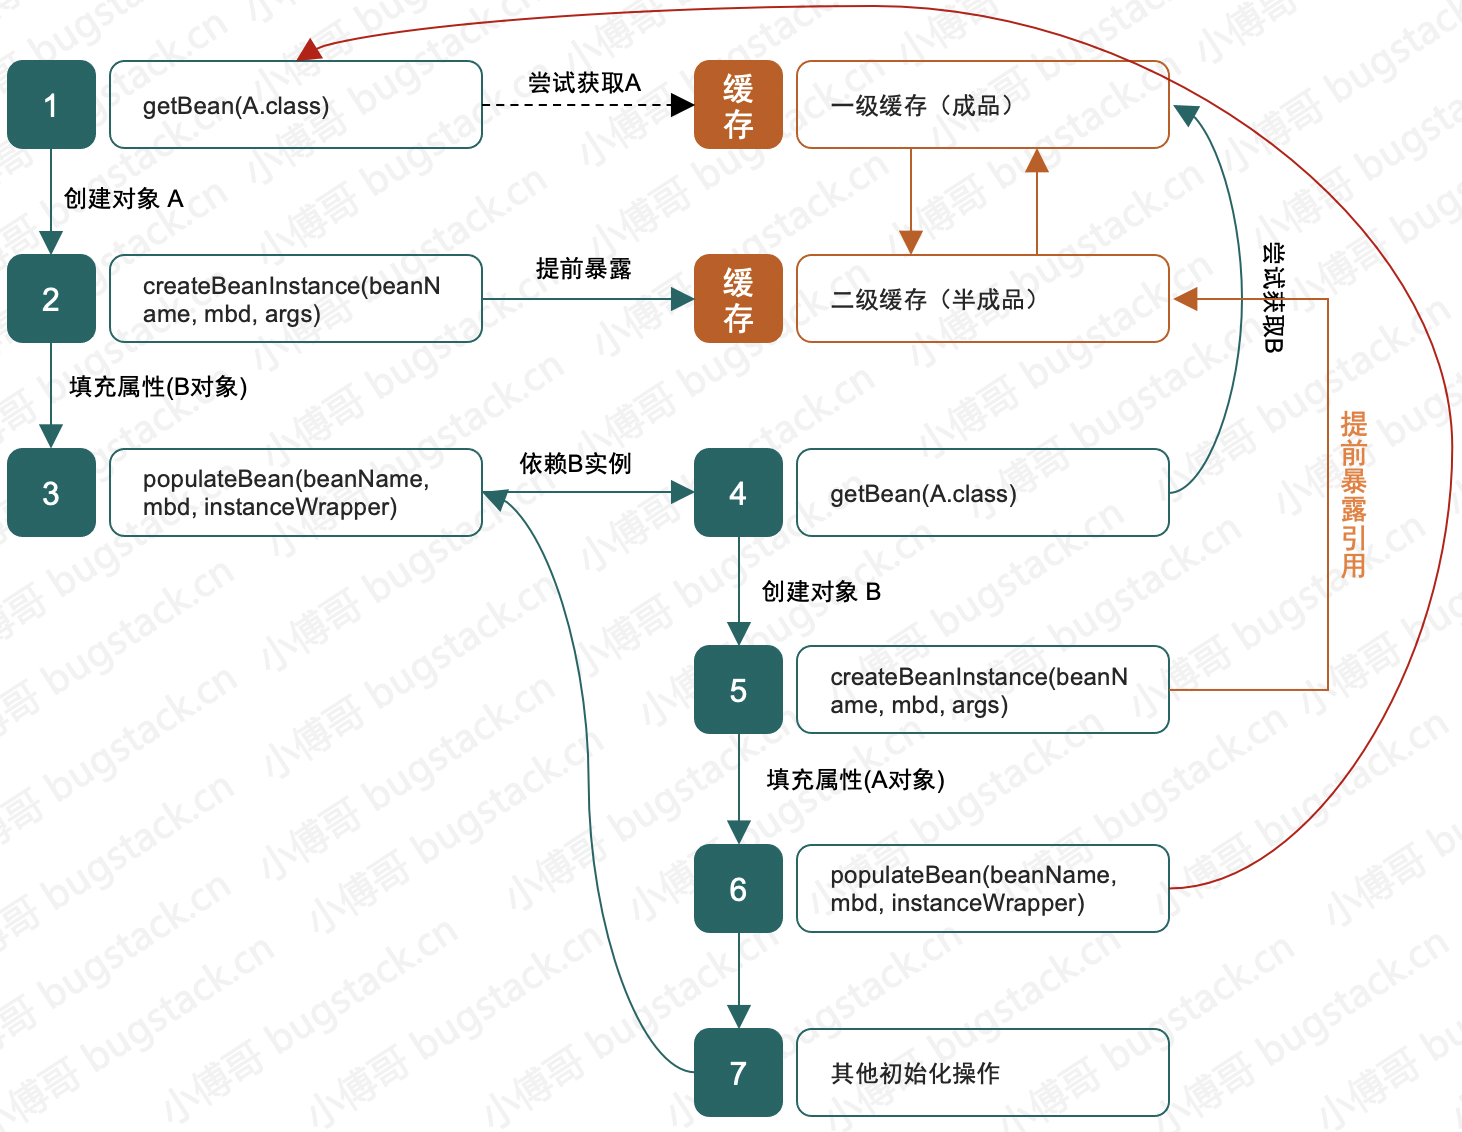 1
getBean(A.class)
尝试获取A
缓
存
一级缓存（成品）
创建对象 A
2
createBeanInstance(beanN
ame, mbd, args)
提前暴露
缓
存
二级缓存（半成品）
尝试获取B
填充属性(B对象)
提前暴露引用
3
populateBean(beanName,
mbd, instanceWrapper)
依赖B实例
4
getBean(A.class)
创建对象 B
5
createBeanInstance(beanN
ame, mbd, args)
填充属性(A对象)
6
populateBean(beanName,
mbd, instanceWrapper)
7
其他初始化操作
小傅哥 bugstack.cn